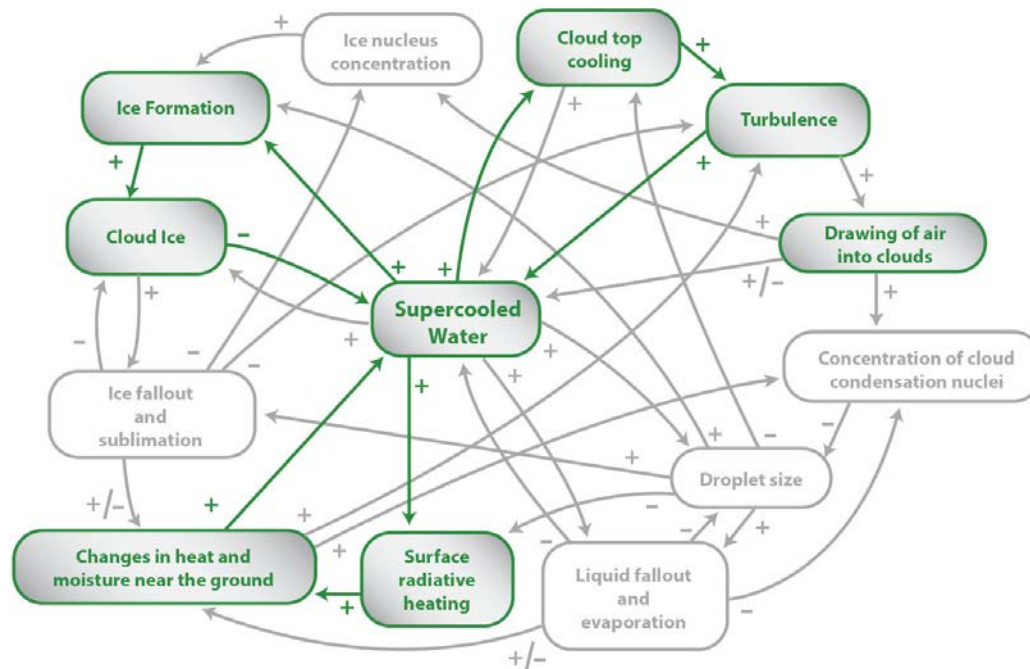 +
Ice nucleus
concentration
Cloud top
cooling
+
Ice Formation
+
Turbulence
+
+
+
Cloud Ice
–
+
Drawing of air
into clouds
+
+
+
+/–
+
Supercooled
Water
–
–
–
+
+
+
+
Concentration of cloud
condensation nuclei
Ice fallout
and
sublimation
+
+
–
–
Droplet size
+/–
+
+
–
–
+
Changes in heat and
moisture near the ground
+
+
Surface
radiative
heating
–
Liquid fallout
and
evaporation
–
+/–